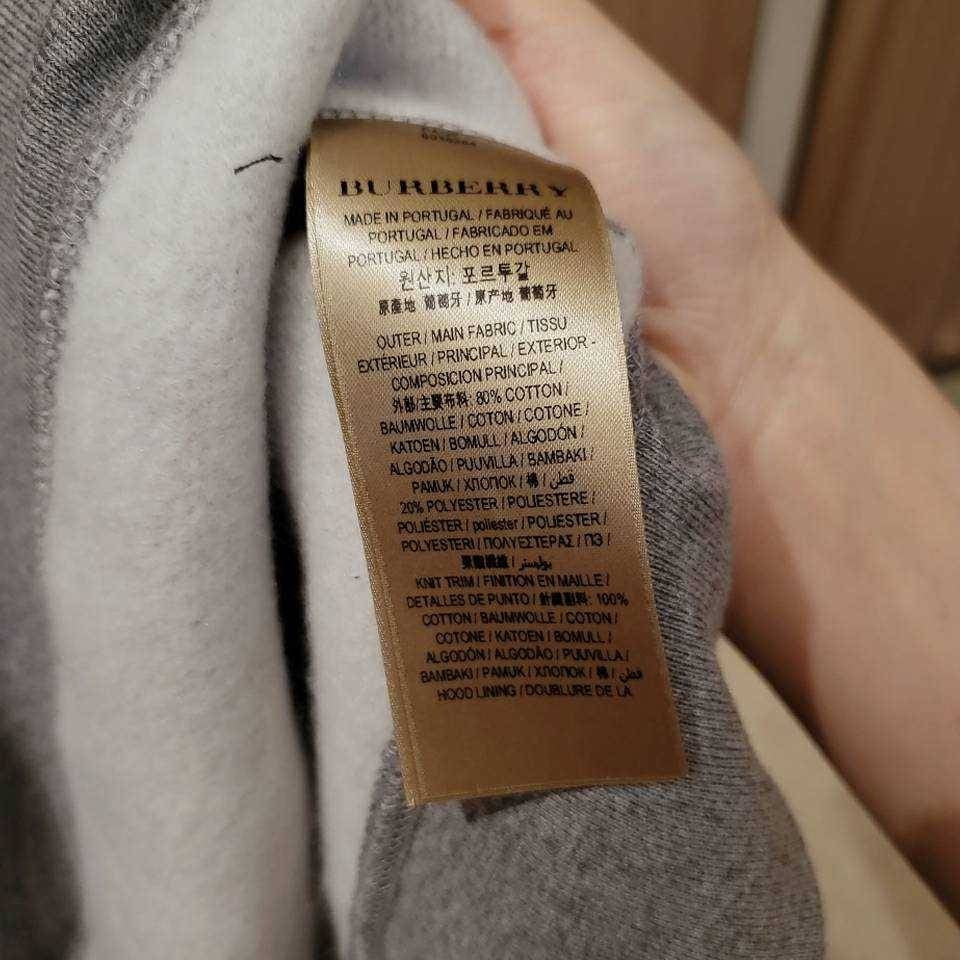 BURBERRY
MADE IN PORTUGAL / FABRIQUÉ AU
PORTUGAL / FABRICADO EM
PORTUGAL / HECHO EN PORTUGAL
원산지: 포르투갈
原產地 葡萄牙 / 原产地 葡萄牙
OUTER / MAIN FABRIC / TISSU
EXTÉRIEUR / PRINCIPAL / EXTERIOR -
COMPOSICION PRINCIPAL /
外部/主要布料: 80% COTTON /
BAUMWOLLE / COTON / COTONE /
KATOEN / BOMULL / ALGODÓN /
ALGODÃO / PUUVILLA / BAMBAKI /
PAMUK / ХЛОПОК / 棉 / قطن /
20% POLYESTER / POLIESTERE /
POLIÉSTER / poliester / POLIESTER /
POLYESTERI / ΠΟΛΥΕΣΤΕΡΑΣ / ПЭ /
聚酯纖維 / بوليستر /
KNIT TRIM / FINITION EN MAILLE /
DETALLES DE PUNTO / 針織副料: 100%
COTTON / BAUMWOLLE / COTON /
COTONE / KATOEN / BOMULL /
ALGODÓN / ALGODÃO / PUUVILLA /
BAMBAKI / PAMUK / ХЛОПОК / 棉 / قطن
HOOD LINING / DOUBLURE DE LA